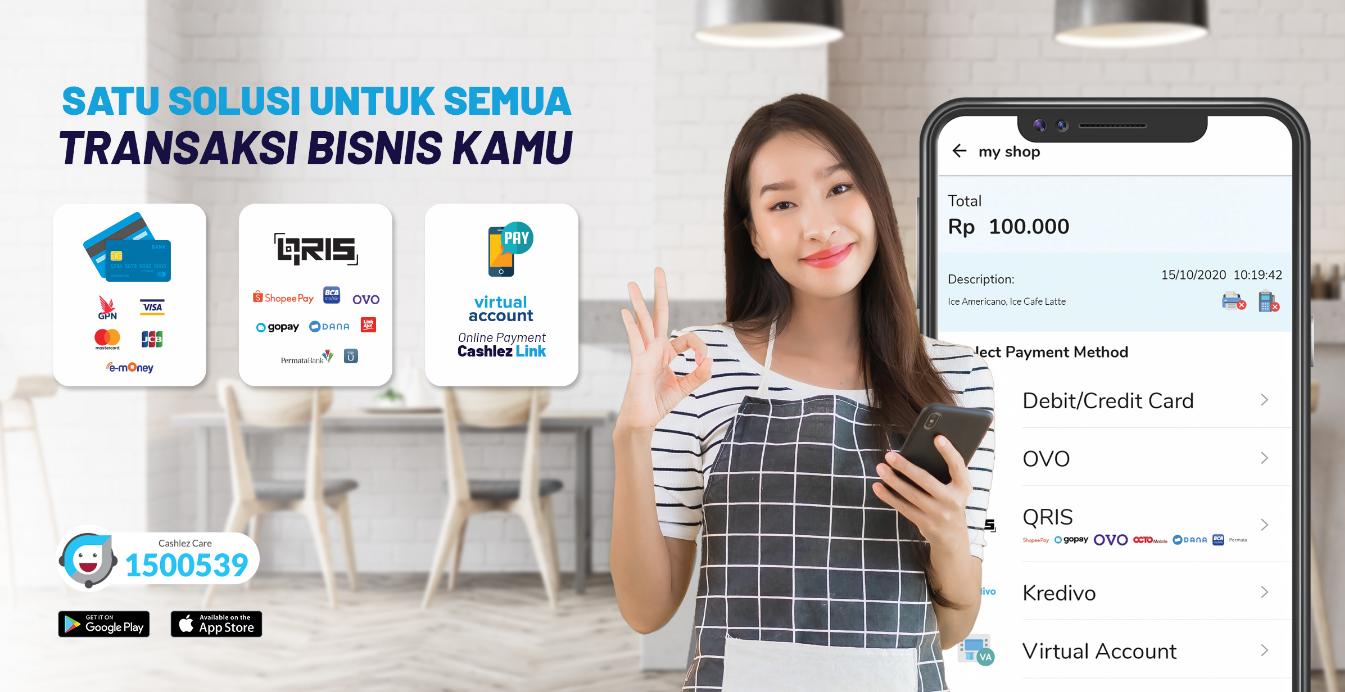 SATU SOLUSI UNTUK SEMUA
TRANSAKSI BISNIS KAMU
BANK
GPN
VISA
mastercard
JCB
e-money
QRIS
ShopeePay
BCA
OVO
gopay
DANA
LinkAja!
PermataBank
PAY
virtual
account
Online Payment
Cashlez Link
Cashlez Care
1500539
GET IT ON
Google Play
Available on the
App Store
my shop
Total
Rp 100.000
Description:
15/10/2020 10:19:42
Ice Americano, Ice Cafe Latte
lect Payment Method
Debit/Credit Card
OVO
QRIS
ShopeePay gopay OVO OCTO Mobile DANA BCA Permata
Kredivo
VA
Virtual Account